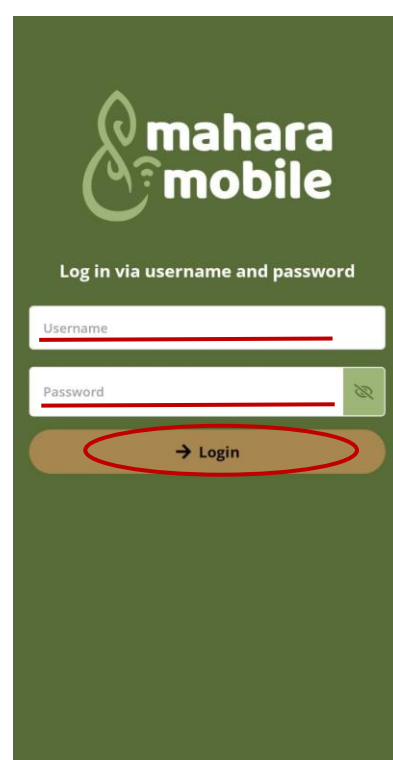 mahara
mobile
Log in via username and password
Username
Password
→ Login